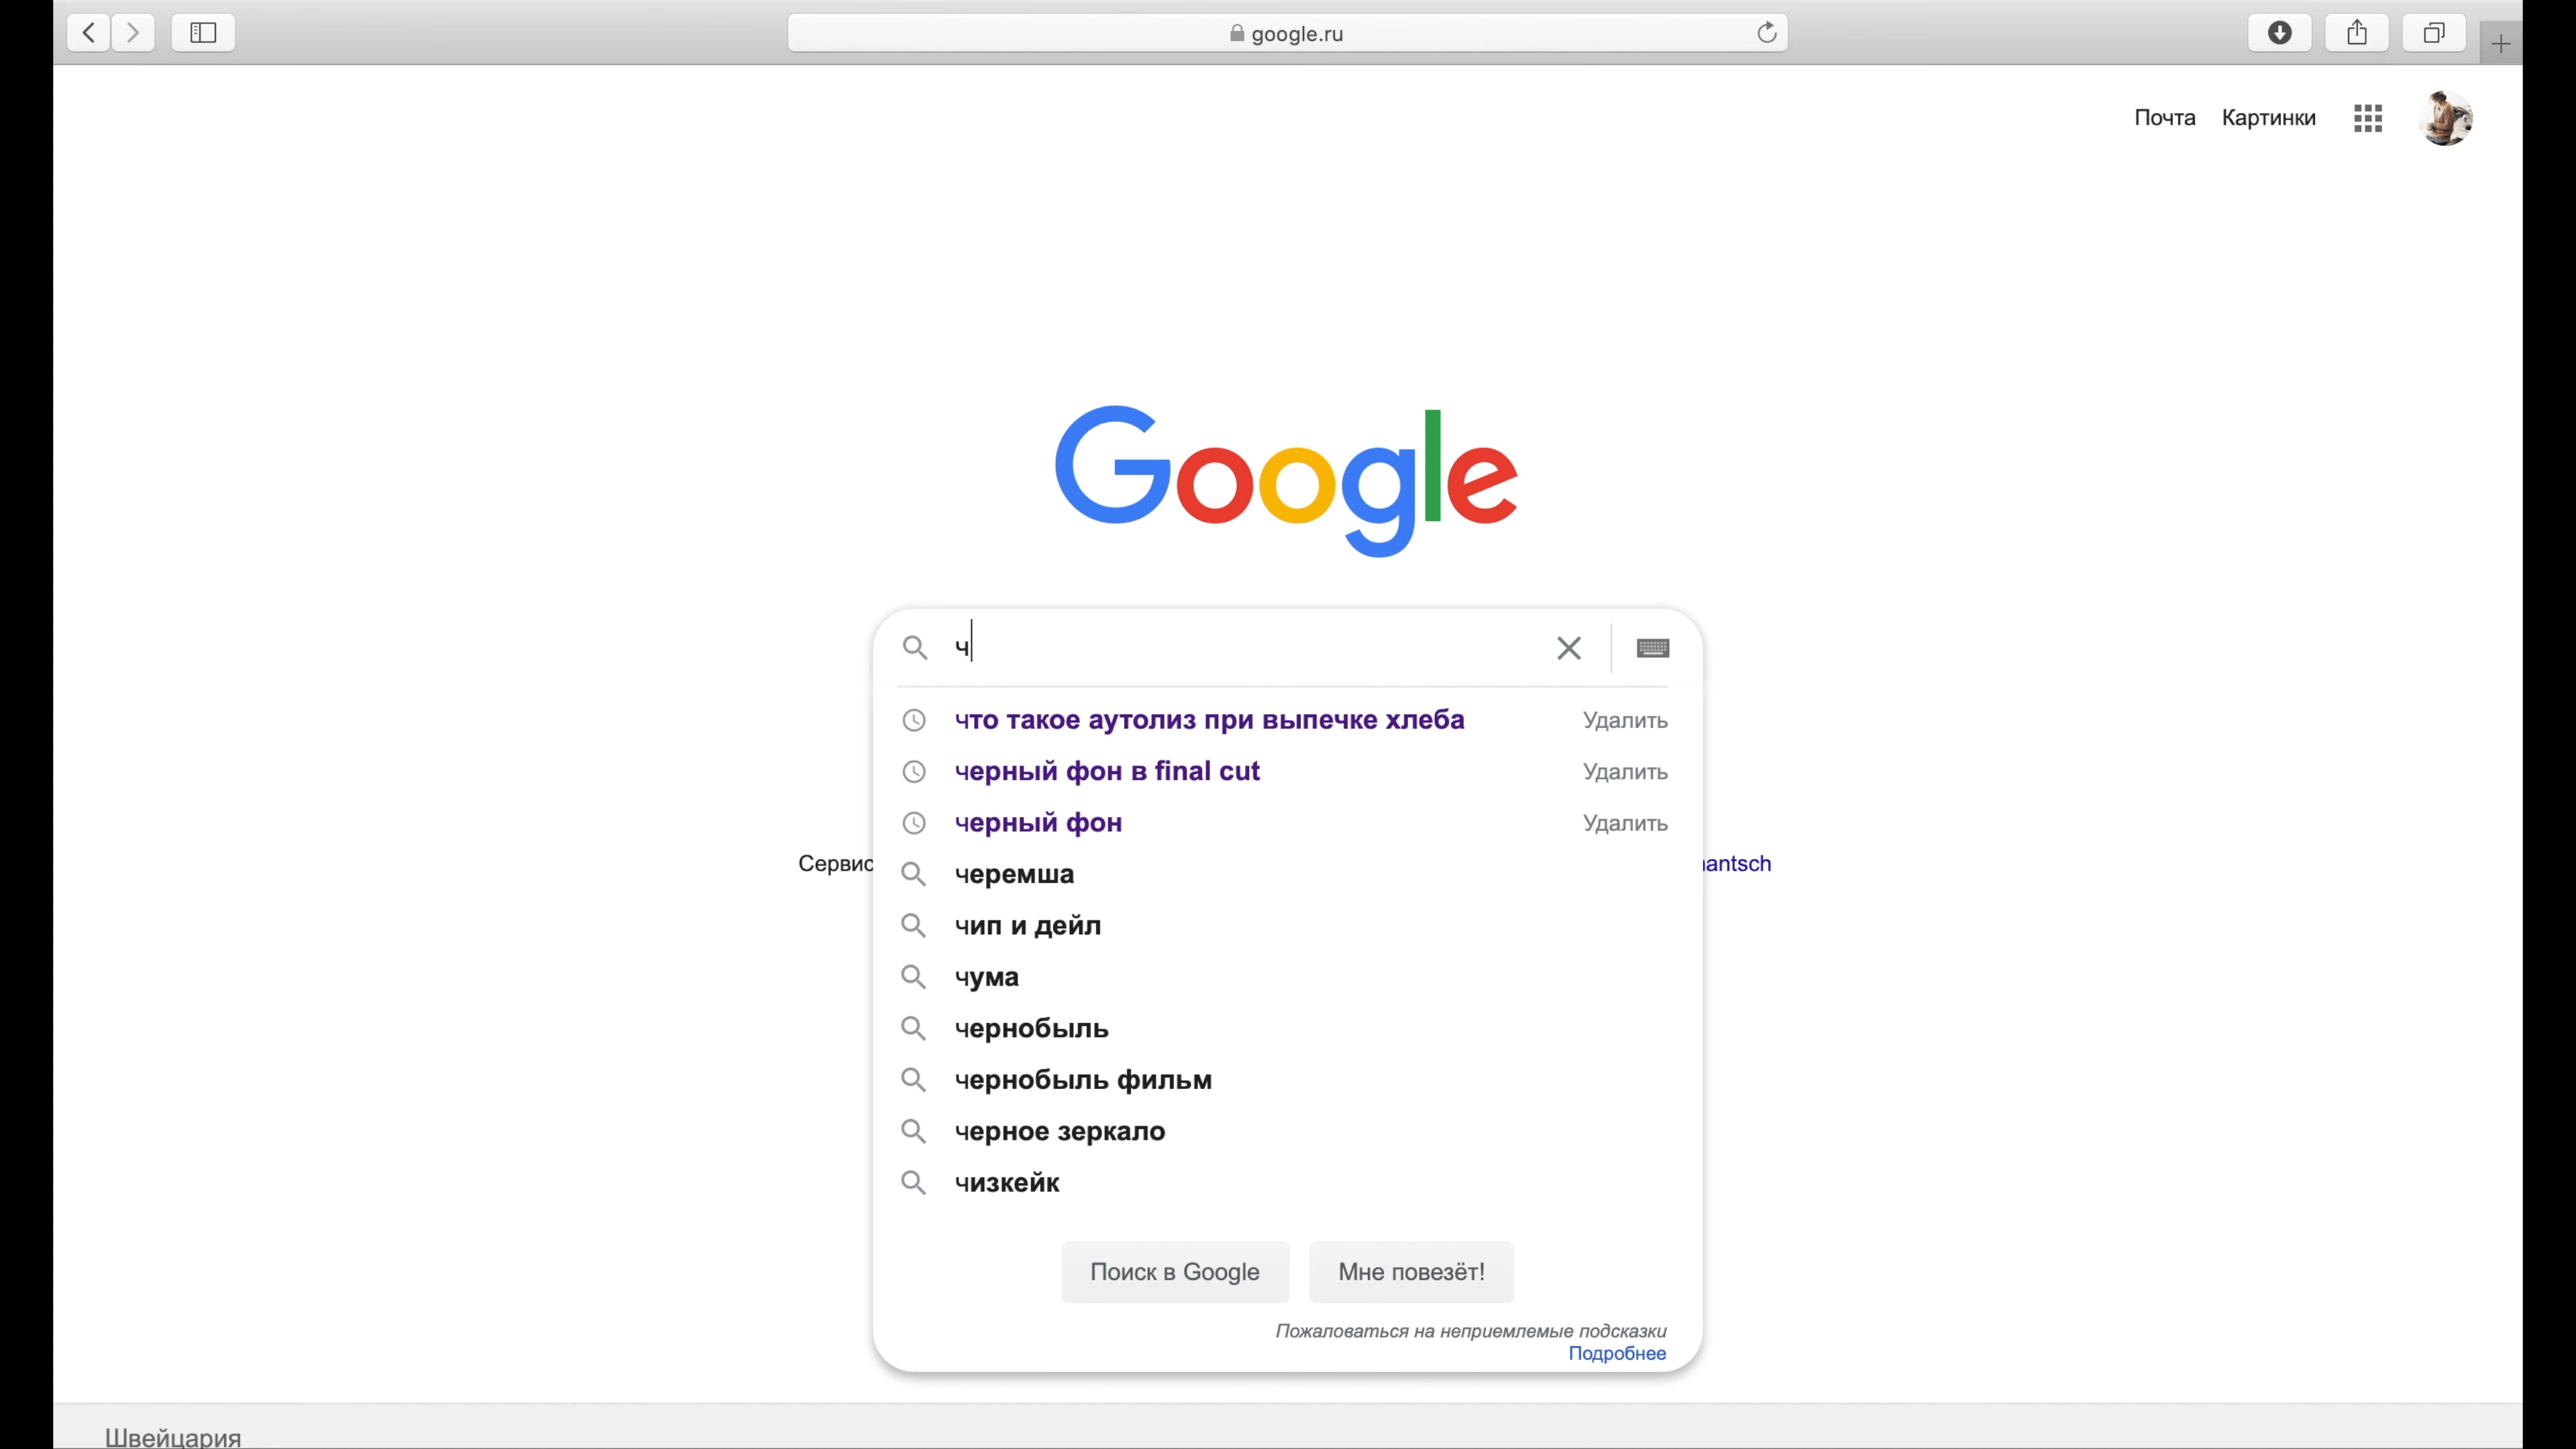 google.ru
Почта Картинки
Google
ч
что такое аутолиз при выпечке хлеба Удалить
черный фон в final cut Удалить
черный фон Удалить
Сервис
черемша
чип и дейл
чума
чернобыль
чернобыль фильм
черное зеркало
чизкейк
Поиск в Google Мне повезёт!
Пожаловаться на неприемлемые подсказки
Подробнее
Швейцария